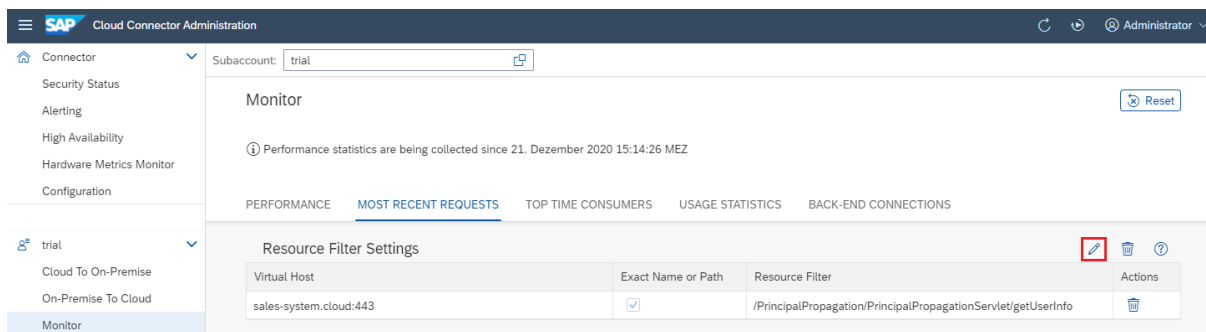 SAP Cloud Connector Administration Administrator
Connector
Security Status
Alerting
High Availability
Hardware Metrics Monitor
Configuration
trial
Cloud To On-Premise
On-Premise To Cloud
Monitor
Subaccount: trial
Monitor Reset
Performance statistics are being collected since 21. Dezember 2020 15:14:26 MEZ
PERFORMANCE MOST RECENT REQUESTS TOP TIME CONSUMERS USAGE STATISTICS BACK-END CONNECTIONS
Resource Filter Settings
Virtual Host Exact Name or Path Resource Filter Actions
sales-system.cloud:443 /PrincipalPropagation/PrincipalPropagationServlet/getUserInfo